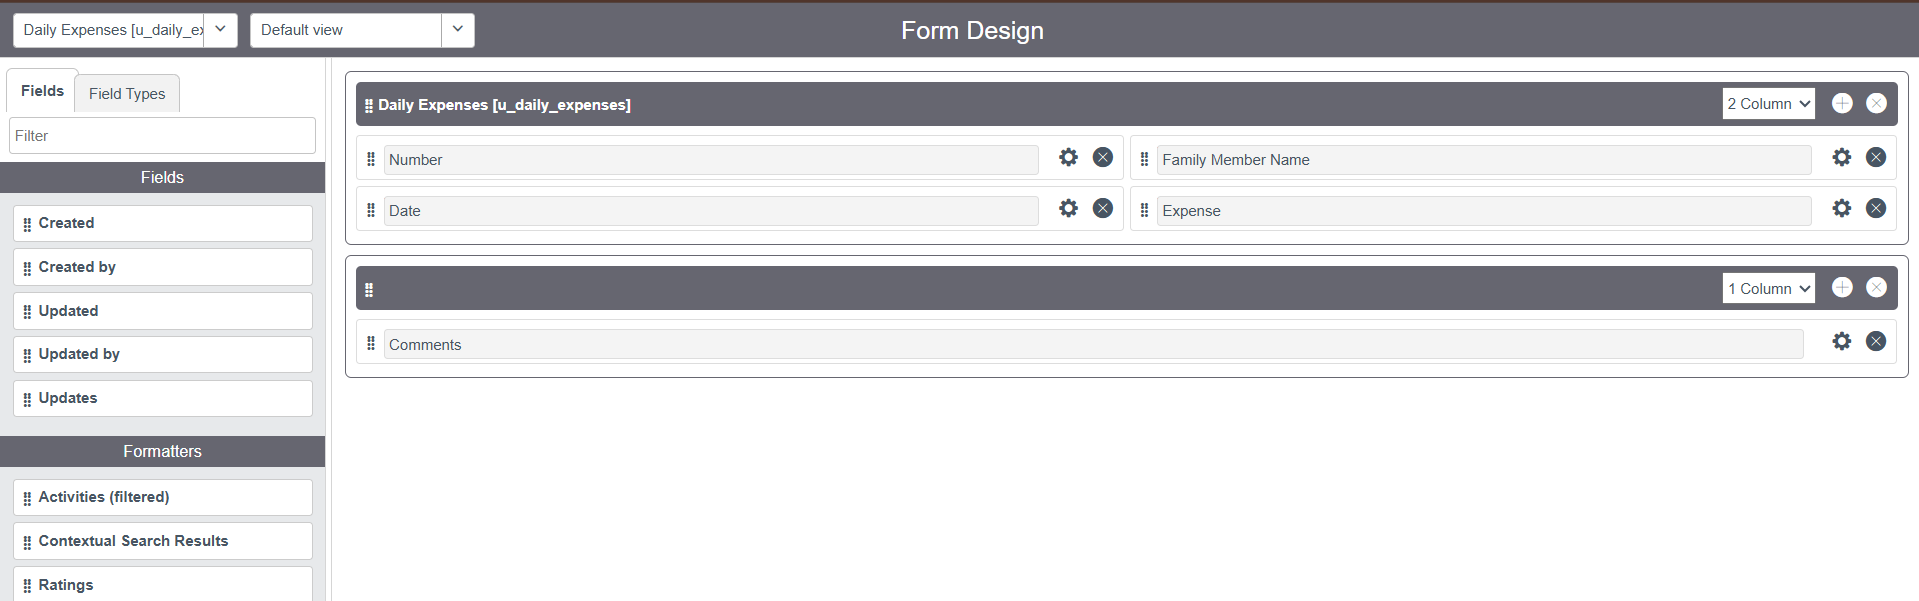 Daily Expenses [u_daily_ex
Default view
Form Design
Fields
Field Types
Filter
Fields
Created
Created by
Updated
Updated by
Updates
Formatters
Activities (filtered)
Contextual Search Results
Ratings
Daily Expenses [u_daily_expenses]
2 Column
Number
Family Member Name
Date
Expense
1 Column
Comments